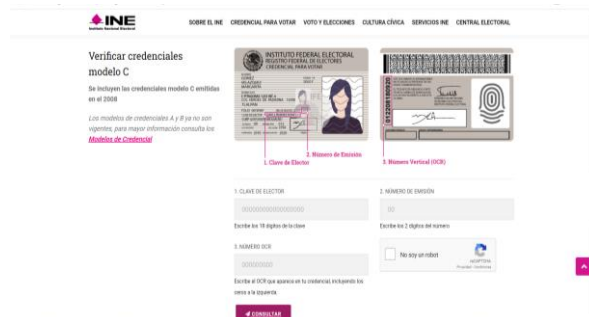 INE
Instituto Nacional Electoral
SOBRE EL INE CREDENCIAL PARA VOTAR VOTO Y ELECCIONES CULTURA CÍVICA SERVICIOS INE CENTRAL ELECTORAL
Verificar credenciales
modelo C
Se incluyen las credenciales modelo C emitidas
en el 2008
Los modelos de credenciales A y B ya no son
vigentes, para mayor información consulta los
Modelos de Credencial
INSTITUTO FEDERAL ELECTORAL
REGISTRO FEDERAL DE ELECTORES
CREDENCIAL PARA VOTAR
2. Número de Emisión
1. Clave de Elector
3. Número Vertical (OCR)
1. CLAVE DE ELECTOR
2. NÚMERO DE EMISIÓN
00
Escribe los 18 dígitos de la clave
Escribe los 2 dígitos del número
3. NÚMERO OCR
No soy un robot
reCAPTCHA
Escribe el OCR que aparece en tu credencial, incluyendo los
ceros a la izquierda.
CONSULTAR